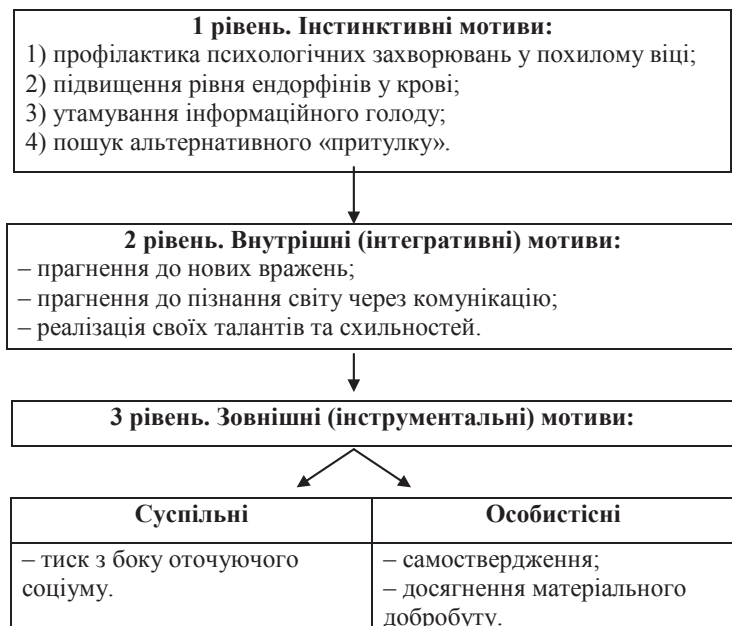 1 рівень. Інстинктивні мотиви:
1) профілактика психологічних захворювань у похилому віці;
2) підвищення рівня ендорфінів у крові;
3) утамування інформаційного голоду;
4) пошук альтернативного «притулку».
2 рівень. Внутрішні (інтегративні) мотиви:
– прагнення до нових вражень;
– прагнення до пізнання світу через комунікацію;
– реалізація своїх талантів та схильностей.
3 рівень. Зовнішні (інструментальні) мотиви:
Суспільні
– тиск з боку оточуючого
соціуму.
Особистісні
– самоствердження;
– досягнення матеріального
добробуту.